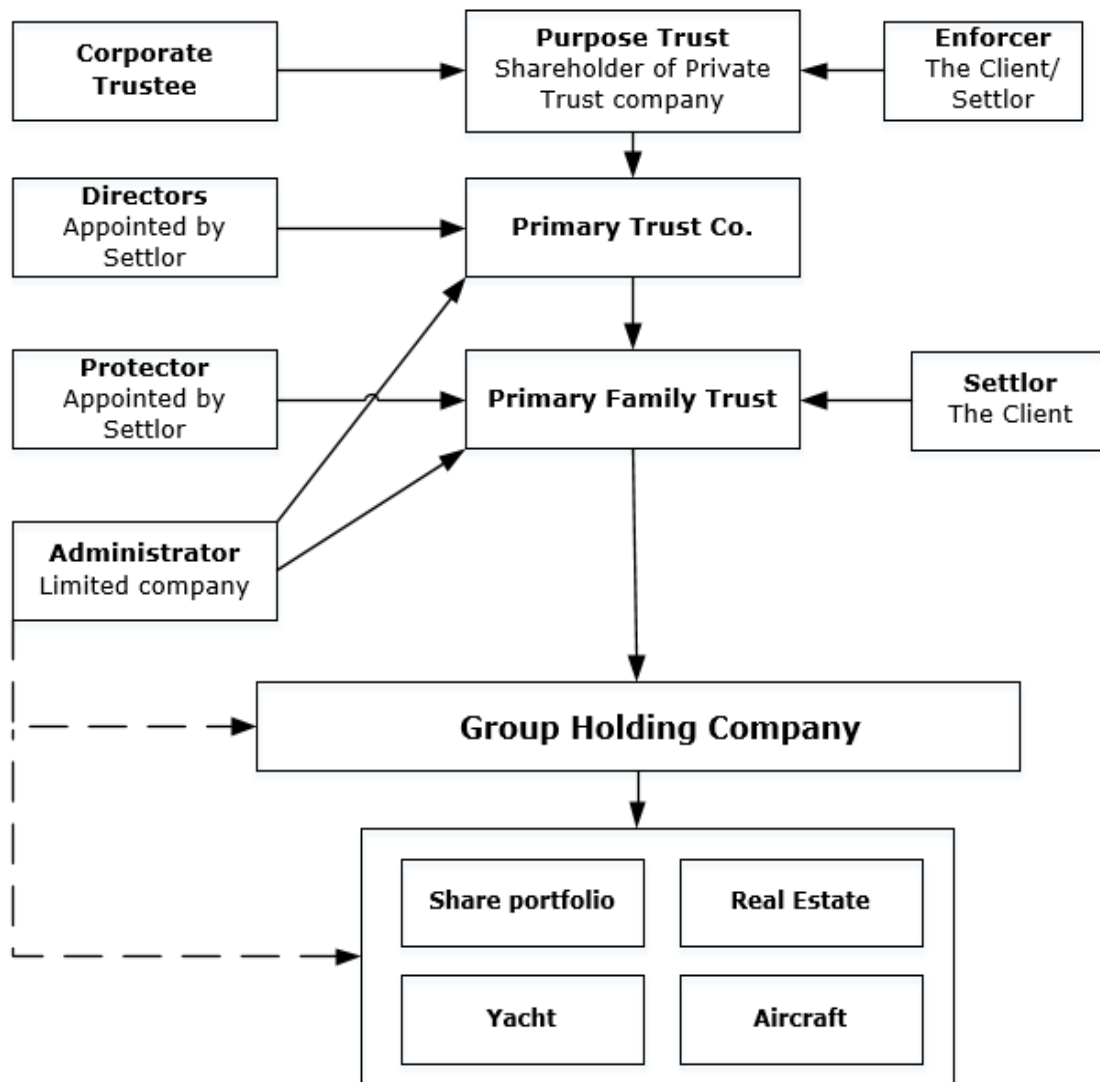 Corporate
Trustee
Purpose Trust
Shareholder of Private
Trust company
Enforcer
The Client/
Settlor
Directors
Appointed by
Settlor
Primary Trust Co.
Protector
Appointed by
Settlor
Primary Family Trust
Settlor
The Client
Administrator
Limited company
Group Holding Company
Share portfolio
Real Estate
Yacht
Aircraft